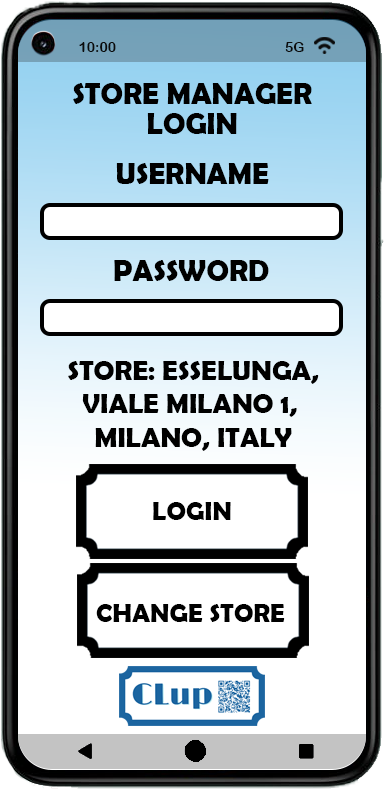 10:00 5G
STORE MANAGER
LOGIN
USERNAME
PASSWORD
STORE: ESSELUNGA,
VIALE MILANO 1,
MILANO, ITALY
LOGIN
CHANGE STORE
CLup